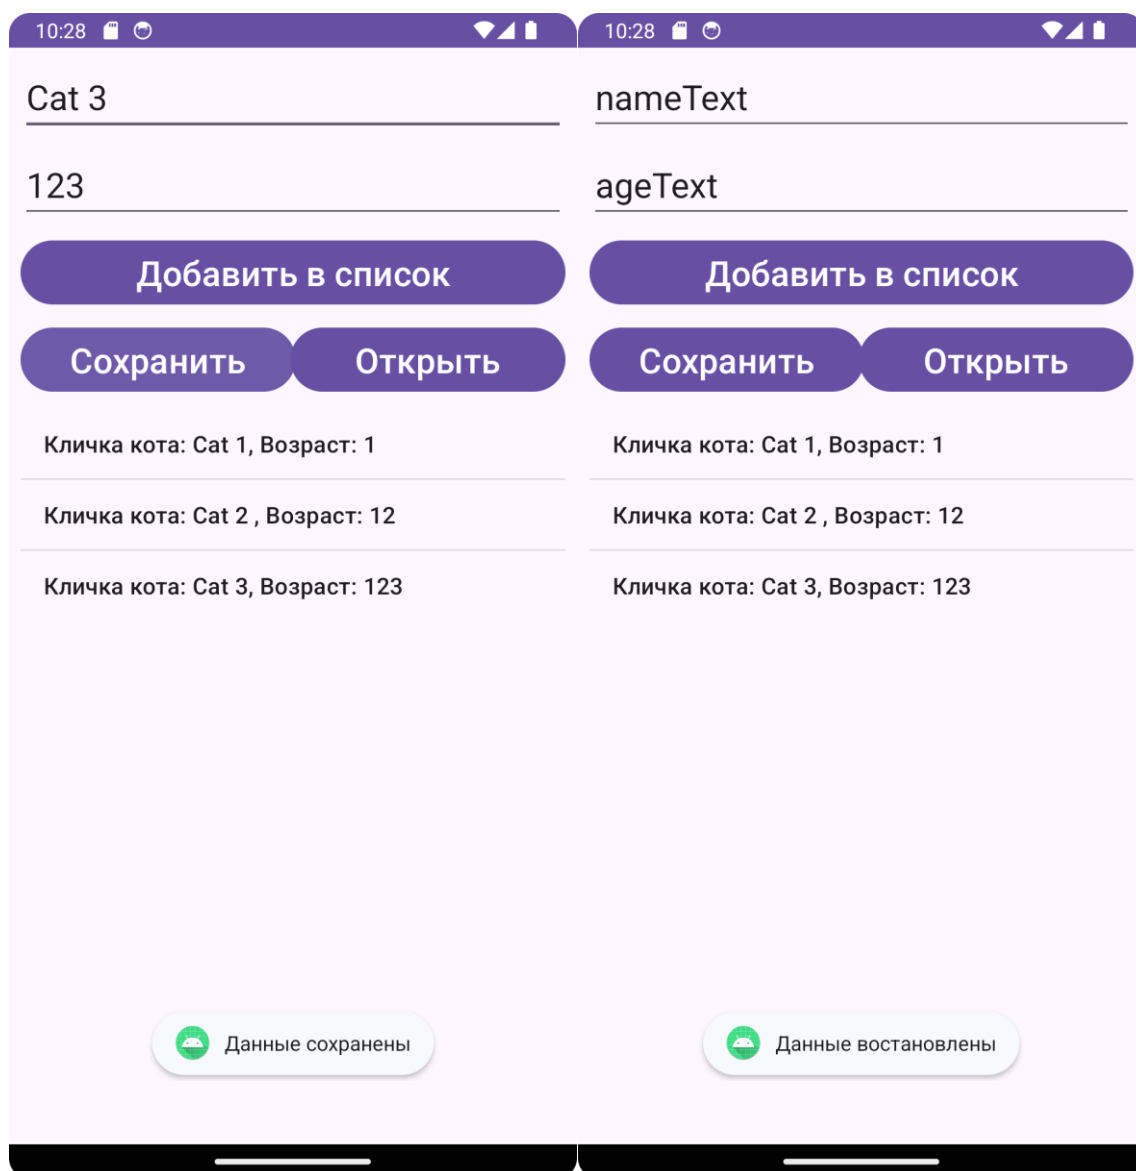 10:28
Cat 3
123
Добавить в список
Сохранить Открыть
Кличка кота: Cat 1, Возраст: 1
Кличка кота: Cat 2 , Возраст: 12
Кличка кота: Cat 3, Возраст: 123
Данные сохранены
10:28
nameText
ageText
Добавить в список
Сохранить Открыть
Кличка кота: Cat 1, Возраст: 1
Кличка кота: Cat 2 , Возраст: 12
Кличка кота: Cat 3, Возраст: 123
Данные востановлены